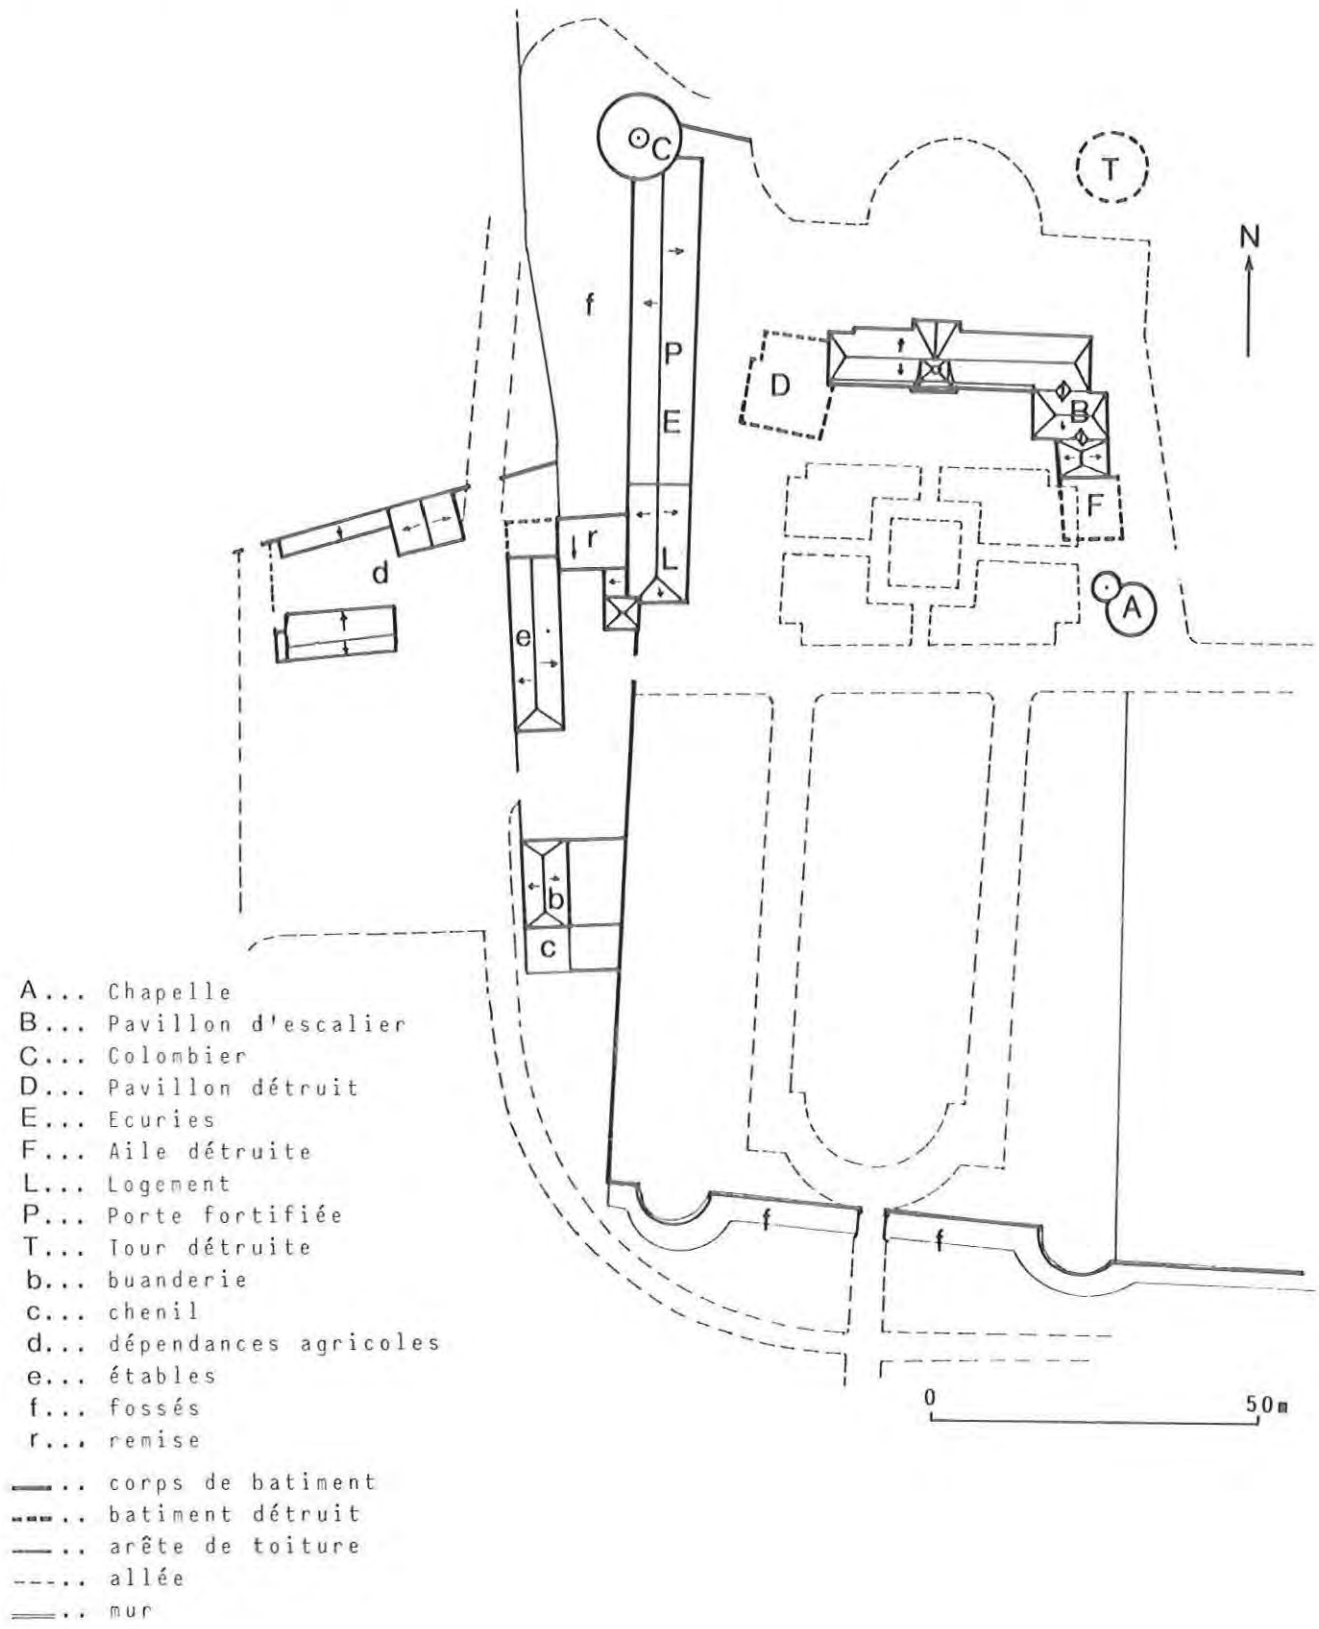 C
T
N
f
P
D
B
E
F
r
L
d
A
e
b
c
f
f
0 50m
A... Chapelle
B... Pavillon d'escalier
C... Colombier
D... Pavillon détruit
E... Ecuries
F... Aile détruite
L... Logement
P... Porte fortifiée
T... Tour détruite
b... buanderie
c... chenil
d... dépendances agricoles
e... étables
f... fossés
r... remise
.. corps de batiment
.. batiment détruit
.. arête de toiture
.. allée
.. mur